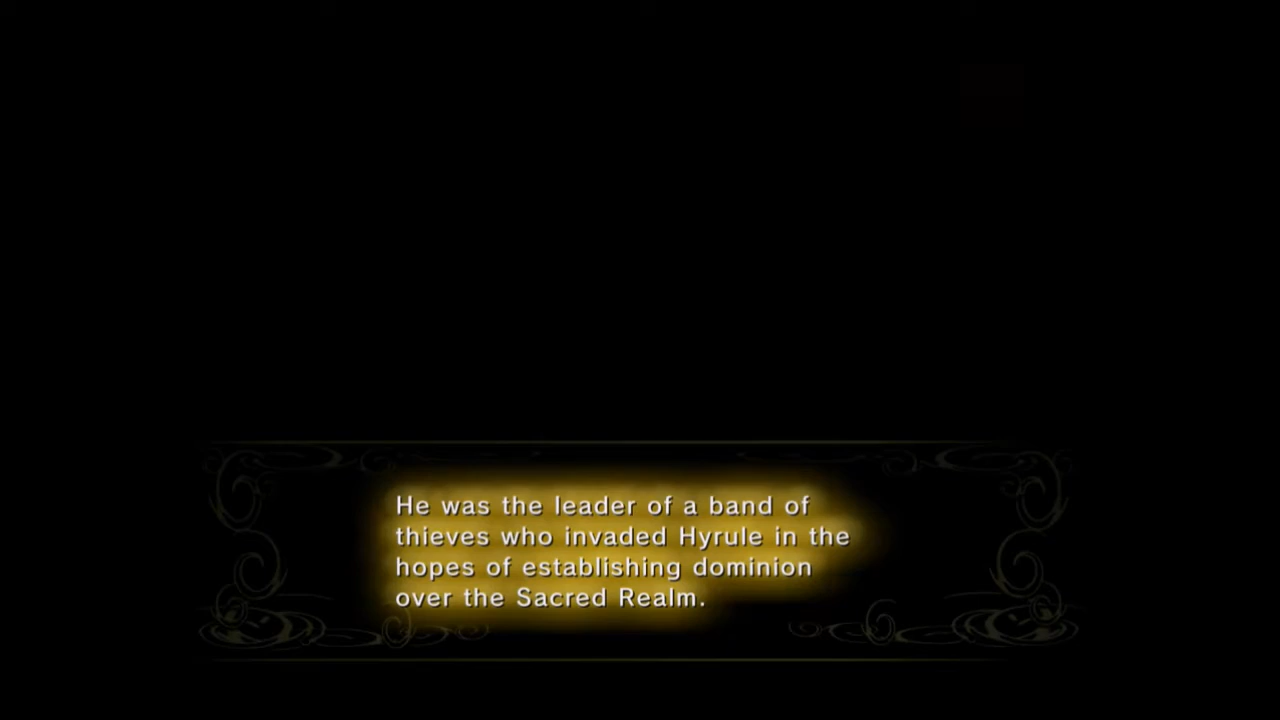 He was the leader of a band of
thieves who invaded Hyrule in the
hopes of establishing dominion
over the Sacred Realm.